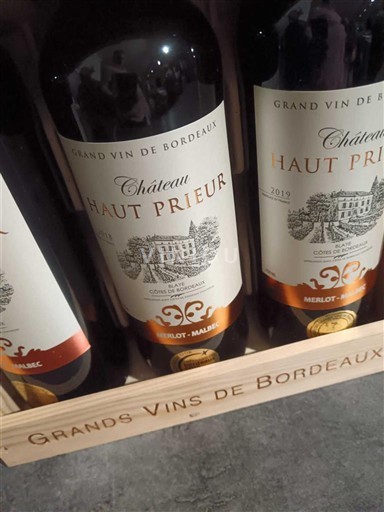 GRAND VIN DE BORDEAUX
Château
HAUT PRIEUR
BLAYE
CÔTES DE BORDEAUX
MERLOT - MALBEC
GRAND VIN DE B
Château
HAUT PRI
2019
BLAYE
CÔTES DE BORDEAUX
MERLOT - MA
MALBEC
GRANDS VINS DE BORDEAUX